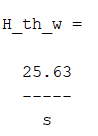 H_th_w =
25.63
-----
s